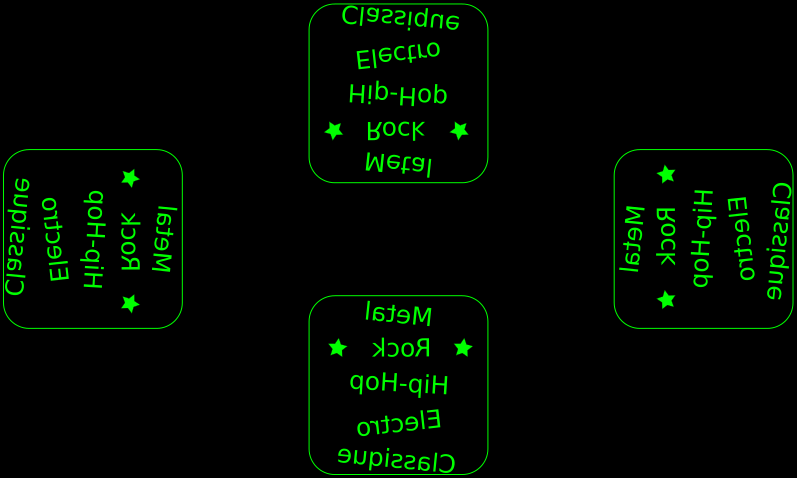 Classique
Electro
Hip-Hop
★ Rock ★
Metal
Classique
Electro
Hip-Hop
★ Rock ★
Metal
Metal
★ Rock ★
Hip-Hop
Electro
Classique
Metal
★ Rock ★
Hip-Hop
Electro
Classique